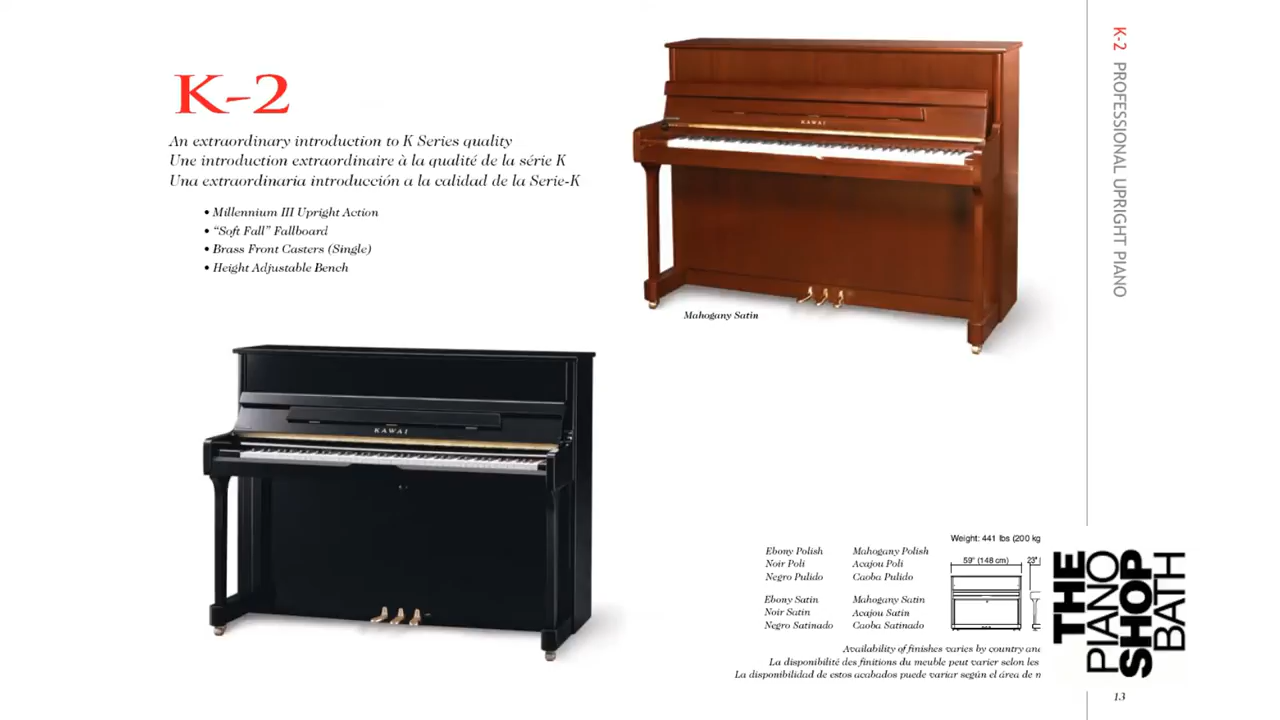 K-2
An extraordinary introduction to K Series quality
Une introduction extraordinaire à la qualité de la série K
Una extraordinaria introducción a la calidad de la Serie-K
• Millennium III Upright Action
• “Soft Fall” Fallboard
• Brass Front Casters (Single)
• Height Adjustable Bench
KAWAI
Mahogany Satin
K-2 PROFESSIONAL UPRIGHT PIANO
KAWAI
Ebony Polish
Noir Poli
Negro Pulido
Mahogany Polish
Acajou Poli
Caoba Pulido
Ebony Satin
Noir Satin
Negro Satinado
Mahogany Satin
Acajou Satin
Caoba Satinado
Weight: 441 lbs (200 kg
59" (148 cm)
23"
Availability of finishes varies by country and
La disponibilité des finitions du meuble peut varier selon les
La disponibilidad de estos acabados puede variar según el área de
THE
PIANO
SHOP
BATH
13